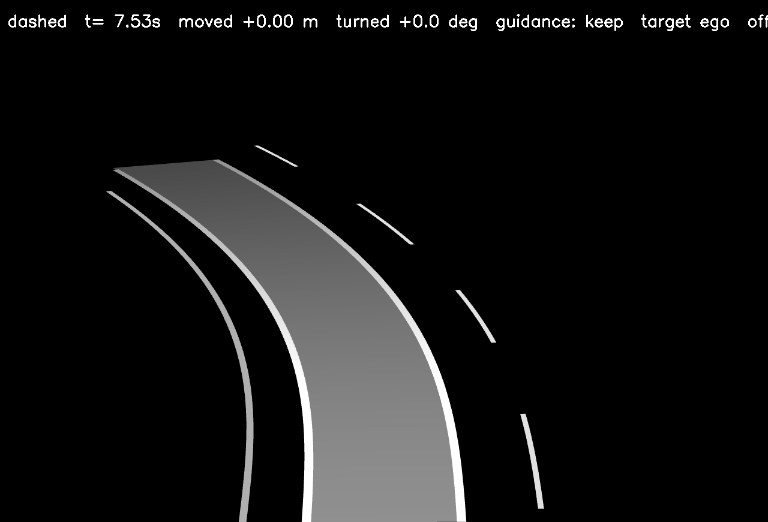 dashed t= 7.53s moved +0.00 m turned +0.0 deg guidance: keep target ego off